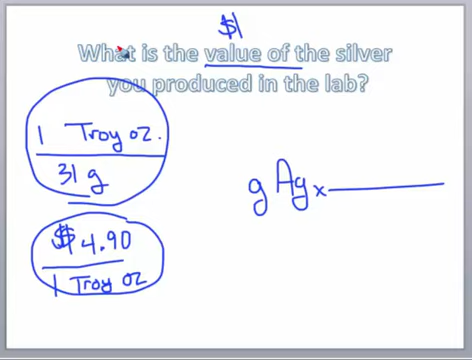 $1
What is the value of the silver
you produced in the lab?
1 Troy oz.
31 g
g Ag x
$4.90
1 Troy oz